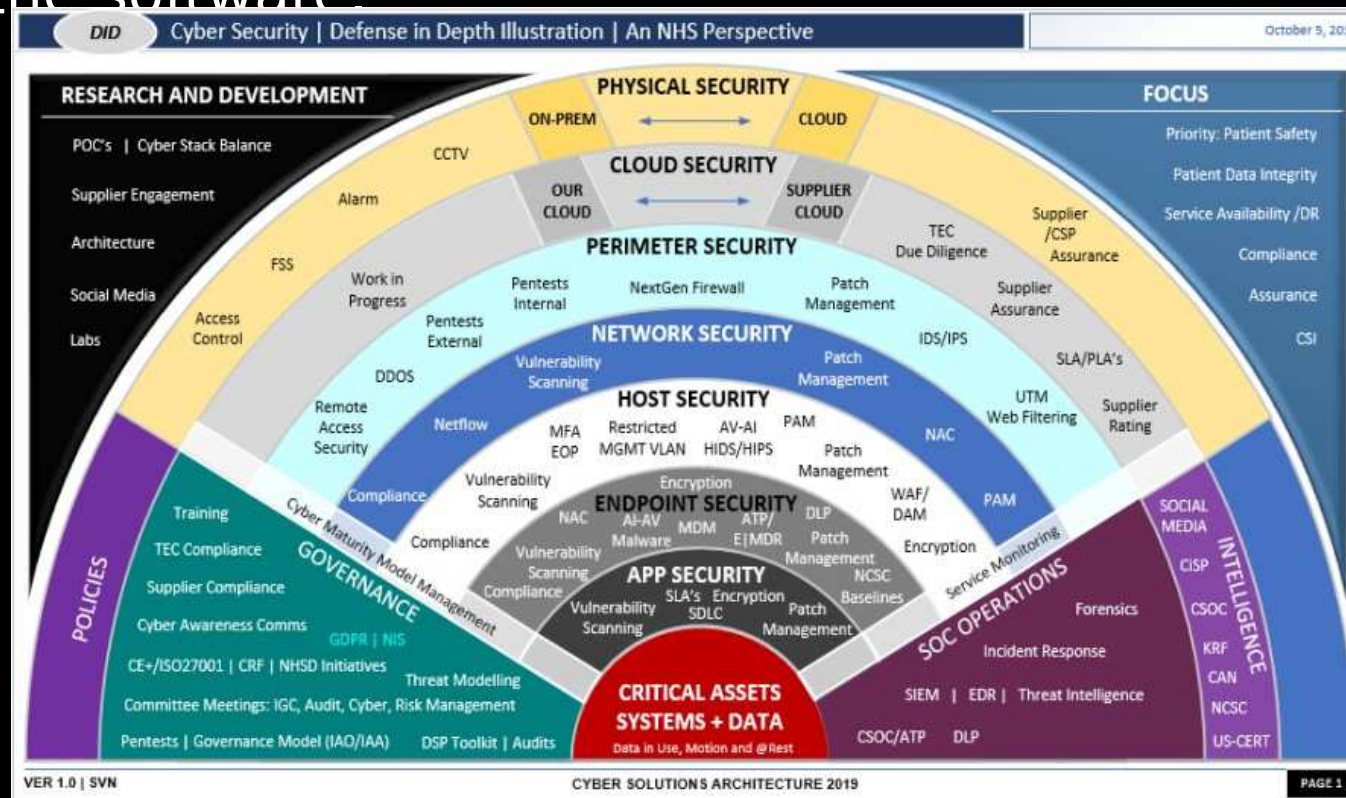 software.
DID
Cyber Security | Defense in Depth Illustration | An NHS Perspective
October 5,
RESEARCH AND DEVELOPMENT
POC's | Cyber Stack Balance
Supplier Engagement
Architecture
Social Media
Labs
FOCUS
Priority: Patient Safety
Patient Data Integrity
Service Availability /DR
Compliance
Assurance
CSI
PHYSICAL SECURITY
ON-PREM
CLOUD
CCTV
Alarm
FSS
Access
Control
Supplier
/CSP
Assurance
CLOUD SECURITY
OUR
CLOUD
SUPPLIER
CLOUD
Work in
Progress
TEC
Due Diligence
Supplier
Assurance
SLA/PLA's
Supplier
Rating
PERIMETER SECURITY
Pentests
Internal
NextGen Firewall
Patch
Management
Pentests
External
IDS/IPS
DDOS
UTM
Web Filtering
Remote
Access
Security
NETWORK SECURITY
Vulnerability
Scanning
Patch
Management
Netflow
NAC
Compliance
PAM
HOST SECURITY
MFA
EOP
Restricted
MGMT VLAN
AV-AI
HIDS/HIPS
PAM
Patch
Management
Vulnerability
Scanning
WAF/
DAM
Compliance
Encryption
Encryption
ENDPOINT SECURITY
NAC
AI-AV
Malware
MDM
ATP/
E|MDR
DLP
Patch
Management
Vulnerability
Scanning
NCSC
Baselines
Compliance
APP SECURITY
SLA's Encryption
SDLC
Vulnerability
Scanning
Patch
Management
CRITICAL ASSETS
SYSTEMS + DATA
Data in Use, Motion and @Rest
Cyber Maturity Model Management
Service Monitoring
POLICIES
GOVERNANCE
Training
TEC Compliance
Supplier Compliance
Cyber Awareness Comms
GDPR | NIS
CE+/ISO27001 | CRF | NHSD Initiatives
Threat Modelling
Committee Meetings: IGC, Audit, Cyber, Risk Management
Pentests | Governance Model (IAO/IAA)
DSP Toolkit | Audits
SOC OPERATIONS
Forensics
Incident Response
SIEM | EDR | Threat Intelligence
CSOC/ATP
DLP
INTELLIGENCE
SOCIAL
MEDIA
CiSP
CSOC
KRF
CAN
NCSC
US-CERT
VER 1.0 | SVN
CYBER SOLUTIONS ARCHITECTURE 2019
PAGE 1